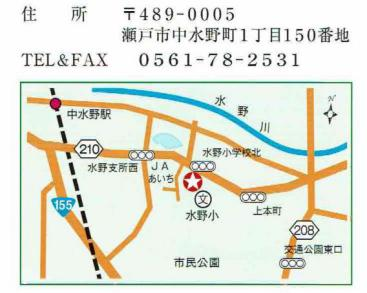 住　所　〒489-0005
瀬戸市中水野町1丁目150番地
TEL&FAX　0561-78-2531
水野川
N
中水野駅
210
水野小学校北
水野支所西
JA
あいち
文
水野小
上本町
155
208
交通公園東口
市民公園